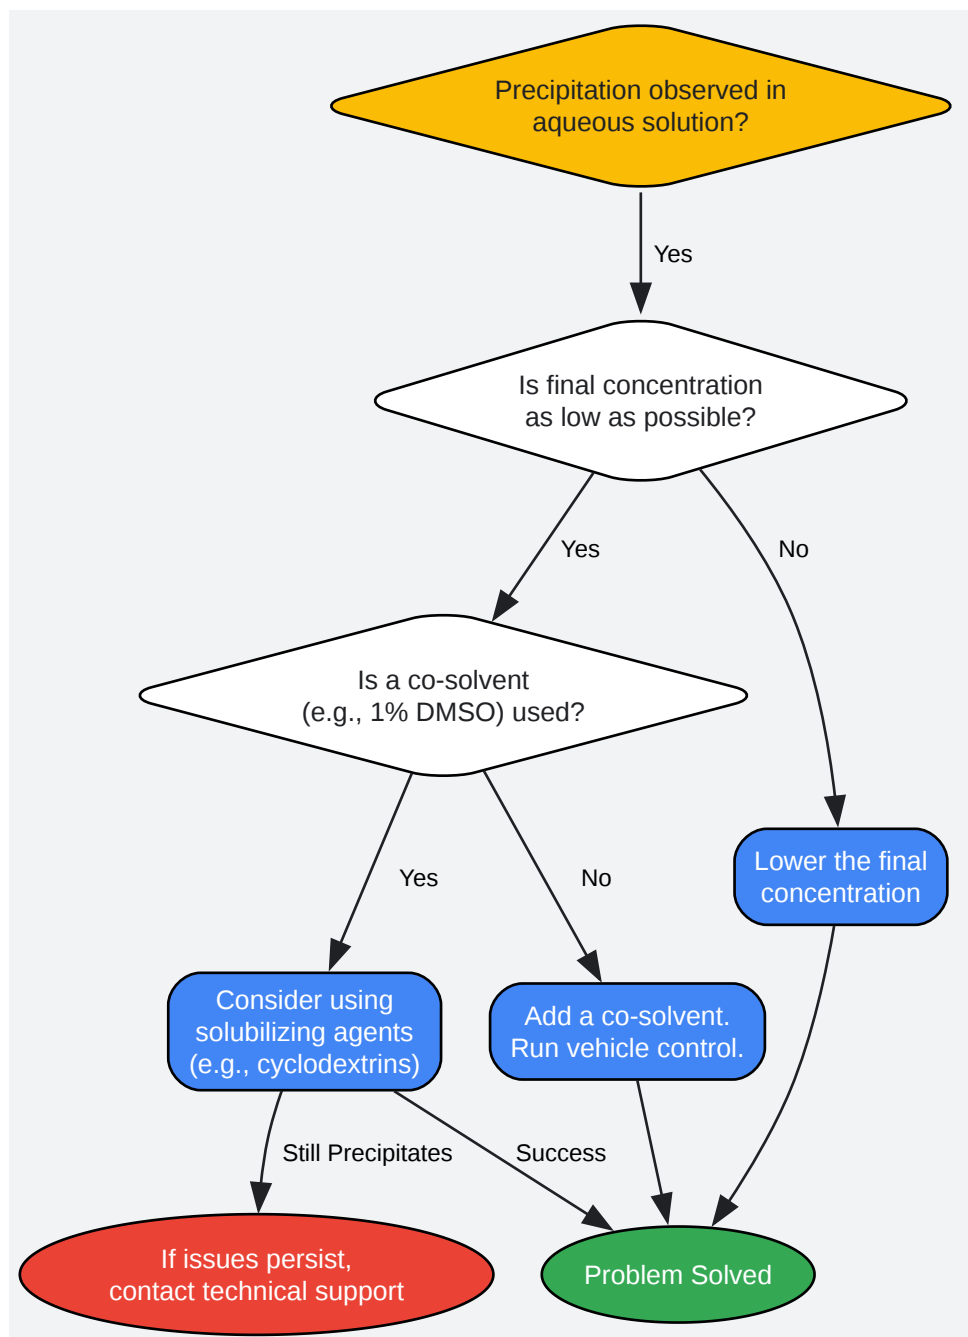 Precipitation observed in
aqueous solution?
Yes
Is final concentration
as low as possible?
Yes
No
Is a co-solvent
(e.g., 1% DMSO) used?
Yes
No
Lower the final
concentration
Consider using
solubilizing agents
(e.g., cyclodextrins)
Add a co-solvent.
Run vehicle control.
Still Precipitates
Success
If issues persist,
contact technical support
Problem Solved